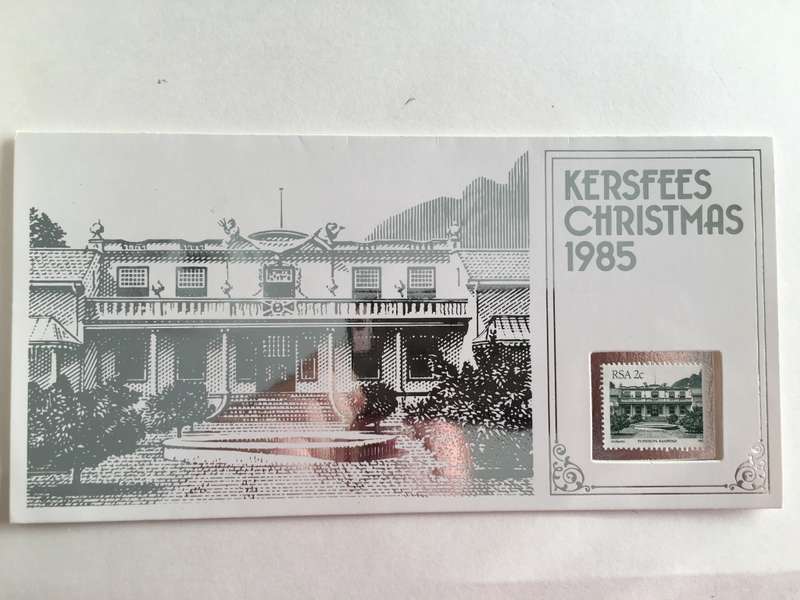 KERSFEES
CHRISTMAS
1985
RSA 2c